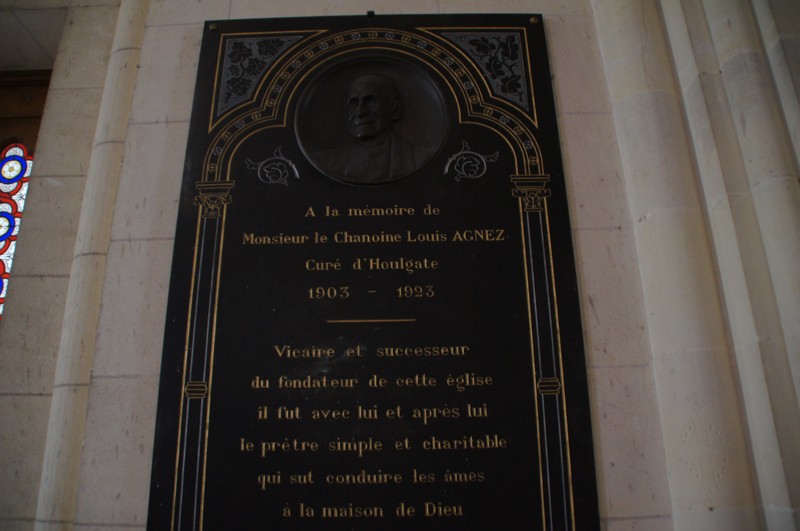 A la mémoire de
Monsieur le Chanoine Louis AGNEZ
Curé d'Houlgate
1903 - 1923
Vicaire et successeur
du fondateur de cette église
il fut avec lui et après lui
le prêtre simple et charitable
qui sut conduire les âmes
à la maison de Dieu